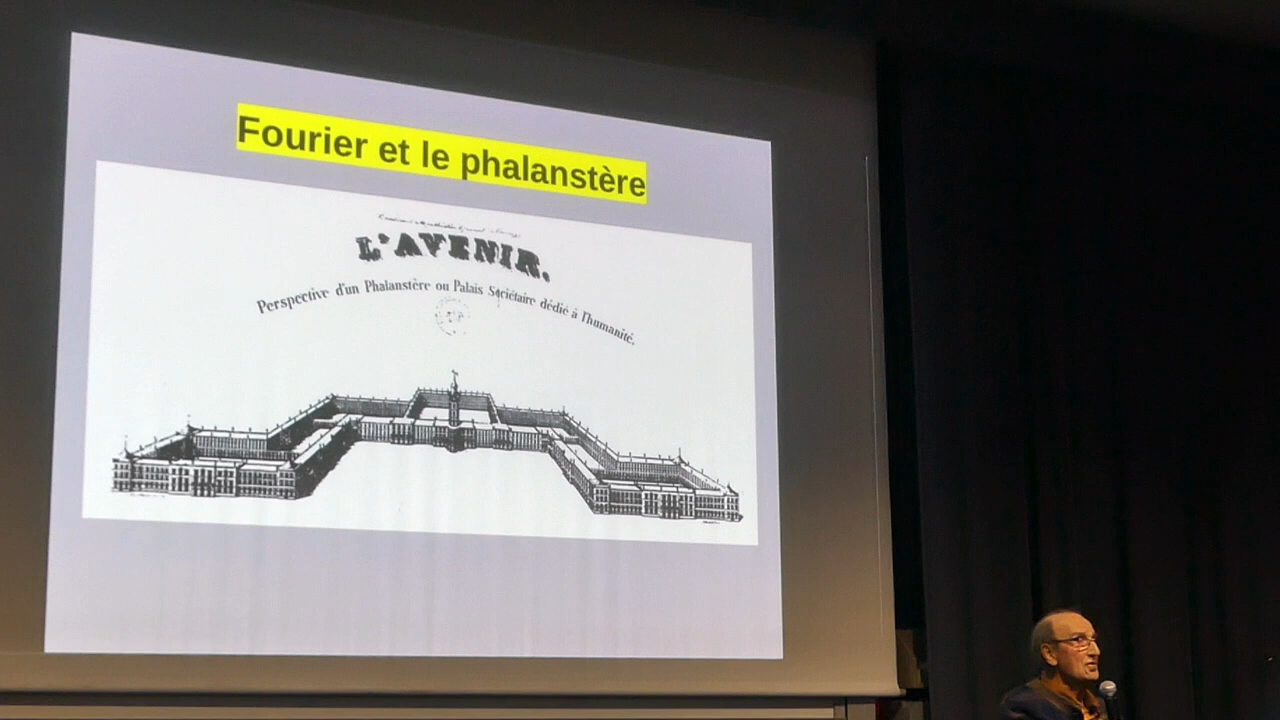 Fourier et le phalanstère
L'AVENIR.
Perspective d'un Phalanstère ou Palais Sociétaire dédié à l'humanité.